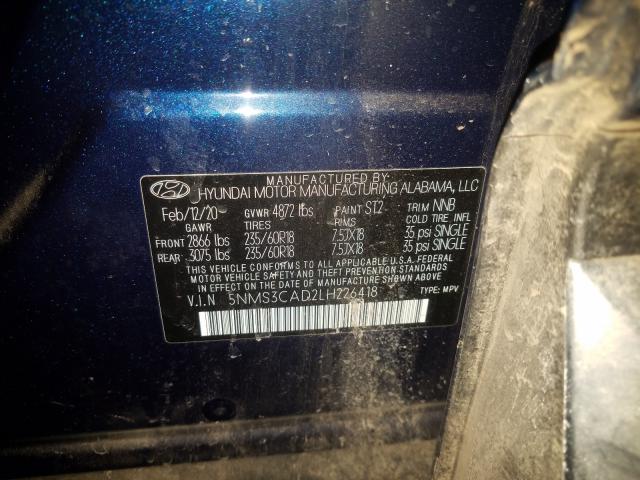 MANUFACTURED BY:
HYUNDAI MOTOR MANUFACTURING ALABAMA, LLC
Feb/12/20 GVWR 4872 lbs PAINT ST2 TRIM NNB
GAWR TIRES RIMS COLD TIRE INFL
FRONT 2866 lbs 235/60R18 7.5JX18 35 psi SINGLE
REAR 3075 lbs 235/60R18 7.5JX18 35 psi SINGLE
THIS VEHICLE CONFORMS TO ALL APPLICABLE U.S.A. FEDERAL
MOTOR VEHICLE SAFETY AND THEFT PREVENTION STANDARDS
IN EFFECT ON THE DATE OF MANUFACTURE SHOWN ABOVE.
V.I.N 5NMS3CAD2LH226418 TYPE: MPV